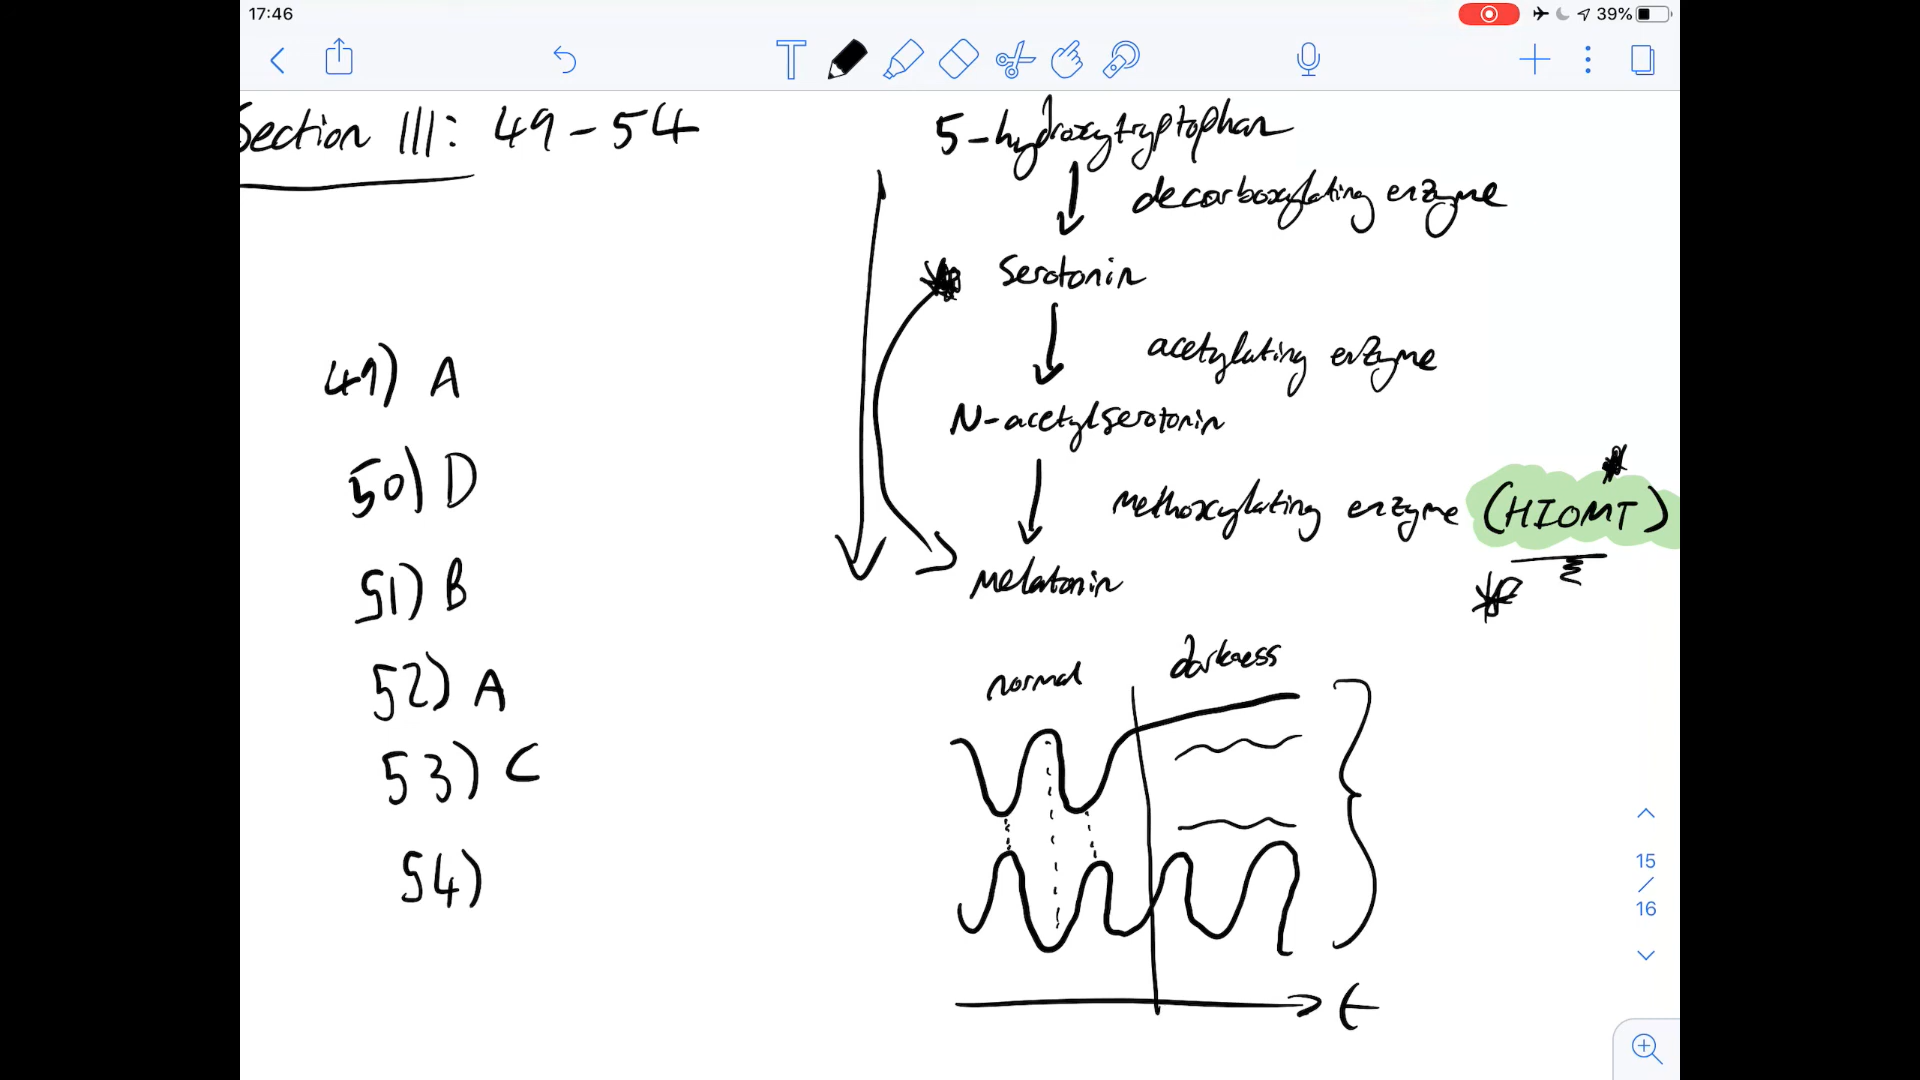 17:46
39%
T
Section III: 49-54
49) A
50) D
51) B
52) A
53) C
54)
5-hydroxytryptophan
decarboxylating enzyme
Serotonin
acetylating enzyme
N-acetylserotonin
Methoxylating enzyme (HIOMT)
Melatonin
normal
darkness
t
15
/
16